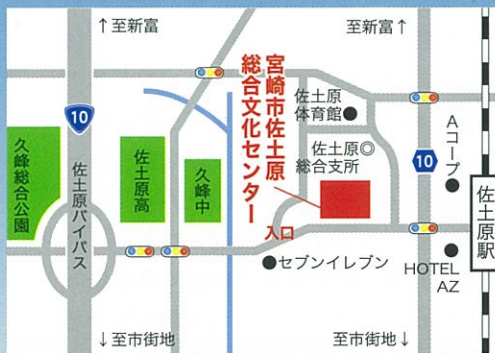 ↑至新富
至新富↑
10
佐土原バイパス
久峰総合公園
佐土原高
久峰中
宮崎市佐土原
総合文化センター
佐土原
体育館●
佐土原◎
総合支所
10
Aコープ
佐土原駅
入口
●セブンイレブン
HOTEL
AZ
↓至市街地
至市街地↓